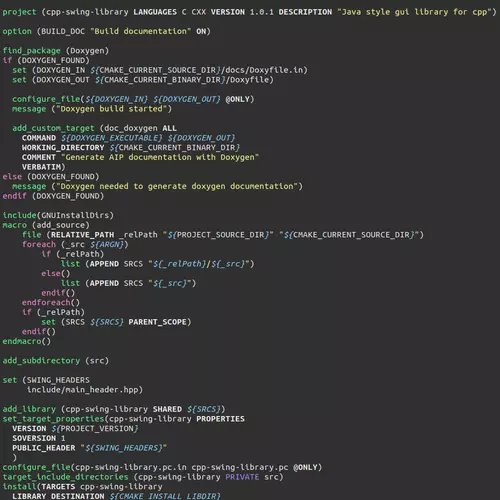 project (cpp-swing-library LANGUAGES C CXX VERSION 1.0.1 DESCRIPTION "Java style gui library for cpp")
option (BUILD_DOC "Build documentation" ON)
find_package (Doxygen)
if (DOXYGEN_FOUND)
  set (DOXYGEN_IN ${CMAKE_CURRENT_SOURCE_DIR}/docs/Doxyfile.in)
  set (DOXYGEN_OUT ${CMAKE_CURRENT_BINARY_DIR}/Doxyfile)
  configure_file(${DOXYGEN_IN} ${DOXYGEN_OUT} @ONLY)
  message ("Doxygen build started")
  add_custom_target (doc_doxygen ALL
    COMMAND ${DOXYGEN_EXECUTABLE} ${DOXYGEN_OUT}
    WORKING_DIRECTORY ${CMAKE_CURRENT_BINARY_DIR}
    COMMENT "Generate AIP documentation with Doxygen"
    VERBATIM)
else (DOXYGEN_FOUND)
  message ("Doxygen needed to generate doxygen documentation")
endif (DOXYGEN_FOUND)
include(GNUInstallDirs)
macro (add_source)
    file (RELATIVE_PATH _relPath "${PROJECT_SOURCE_DIR}" "${CMAKE_CURRENT_SOURCE_DIR}")
    foreach (_src ${ARGN})
        if (_relPath)
            list (APPEND SRCS "${_relPath}/${_src}")
        else()
            list (APPEND SRCS "${_src}")
        endif()
    endforeach()
    if (_relPath)
        set (SRCS ${SRCS} PARENT_SCOPE)
    endif()
endmacro()
add_subdirectory (src)
set (SWING_HEADERS
     include/main_header.hpp)
add_library (cpp-swing-library SHARED ${SRCS})
set_target_properties(cpp-swing-library PROPERTIES
  VERSION ${PROJECT_VERSION}
  SOVERSION 1
  PUBLIC_HEADER "${SWING_HEADERS}"
  )
configure_file(cpp-swing-library.pc.in cpp-swing-library.pc @ONLY)
target_include_directories (cpp-swing-library PRIVATE src)
install(TARGETS cpp-swing-library
  LIBRARY DESTINATION ${CMAKE_INSTALL_LIBDIR}